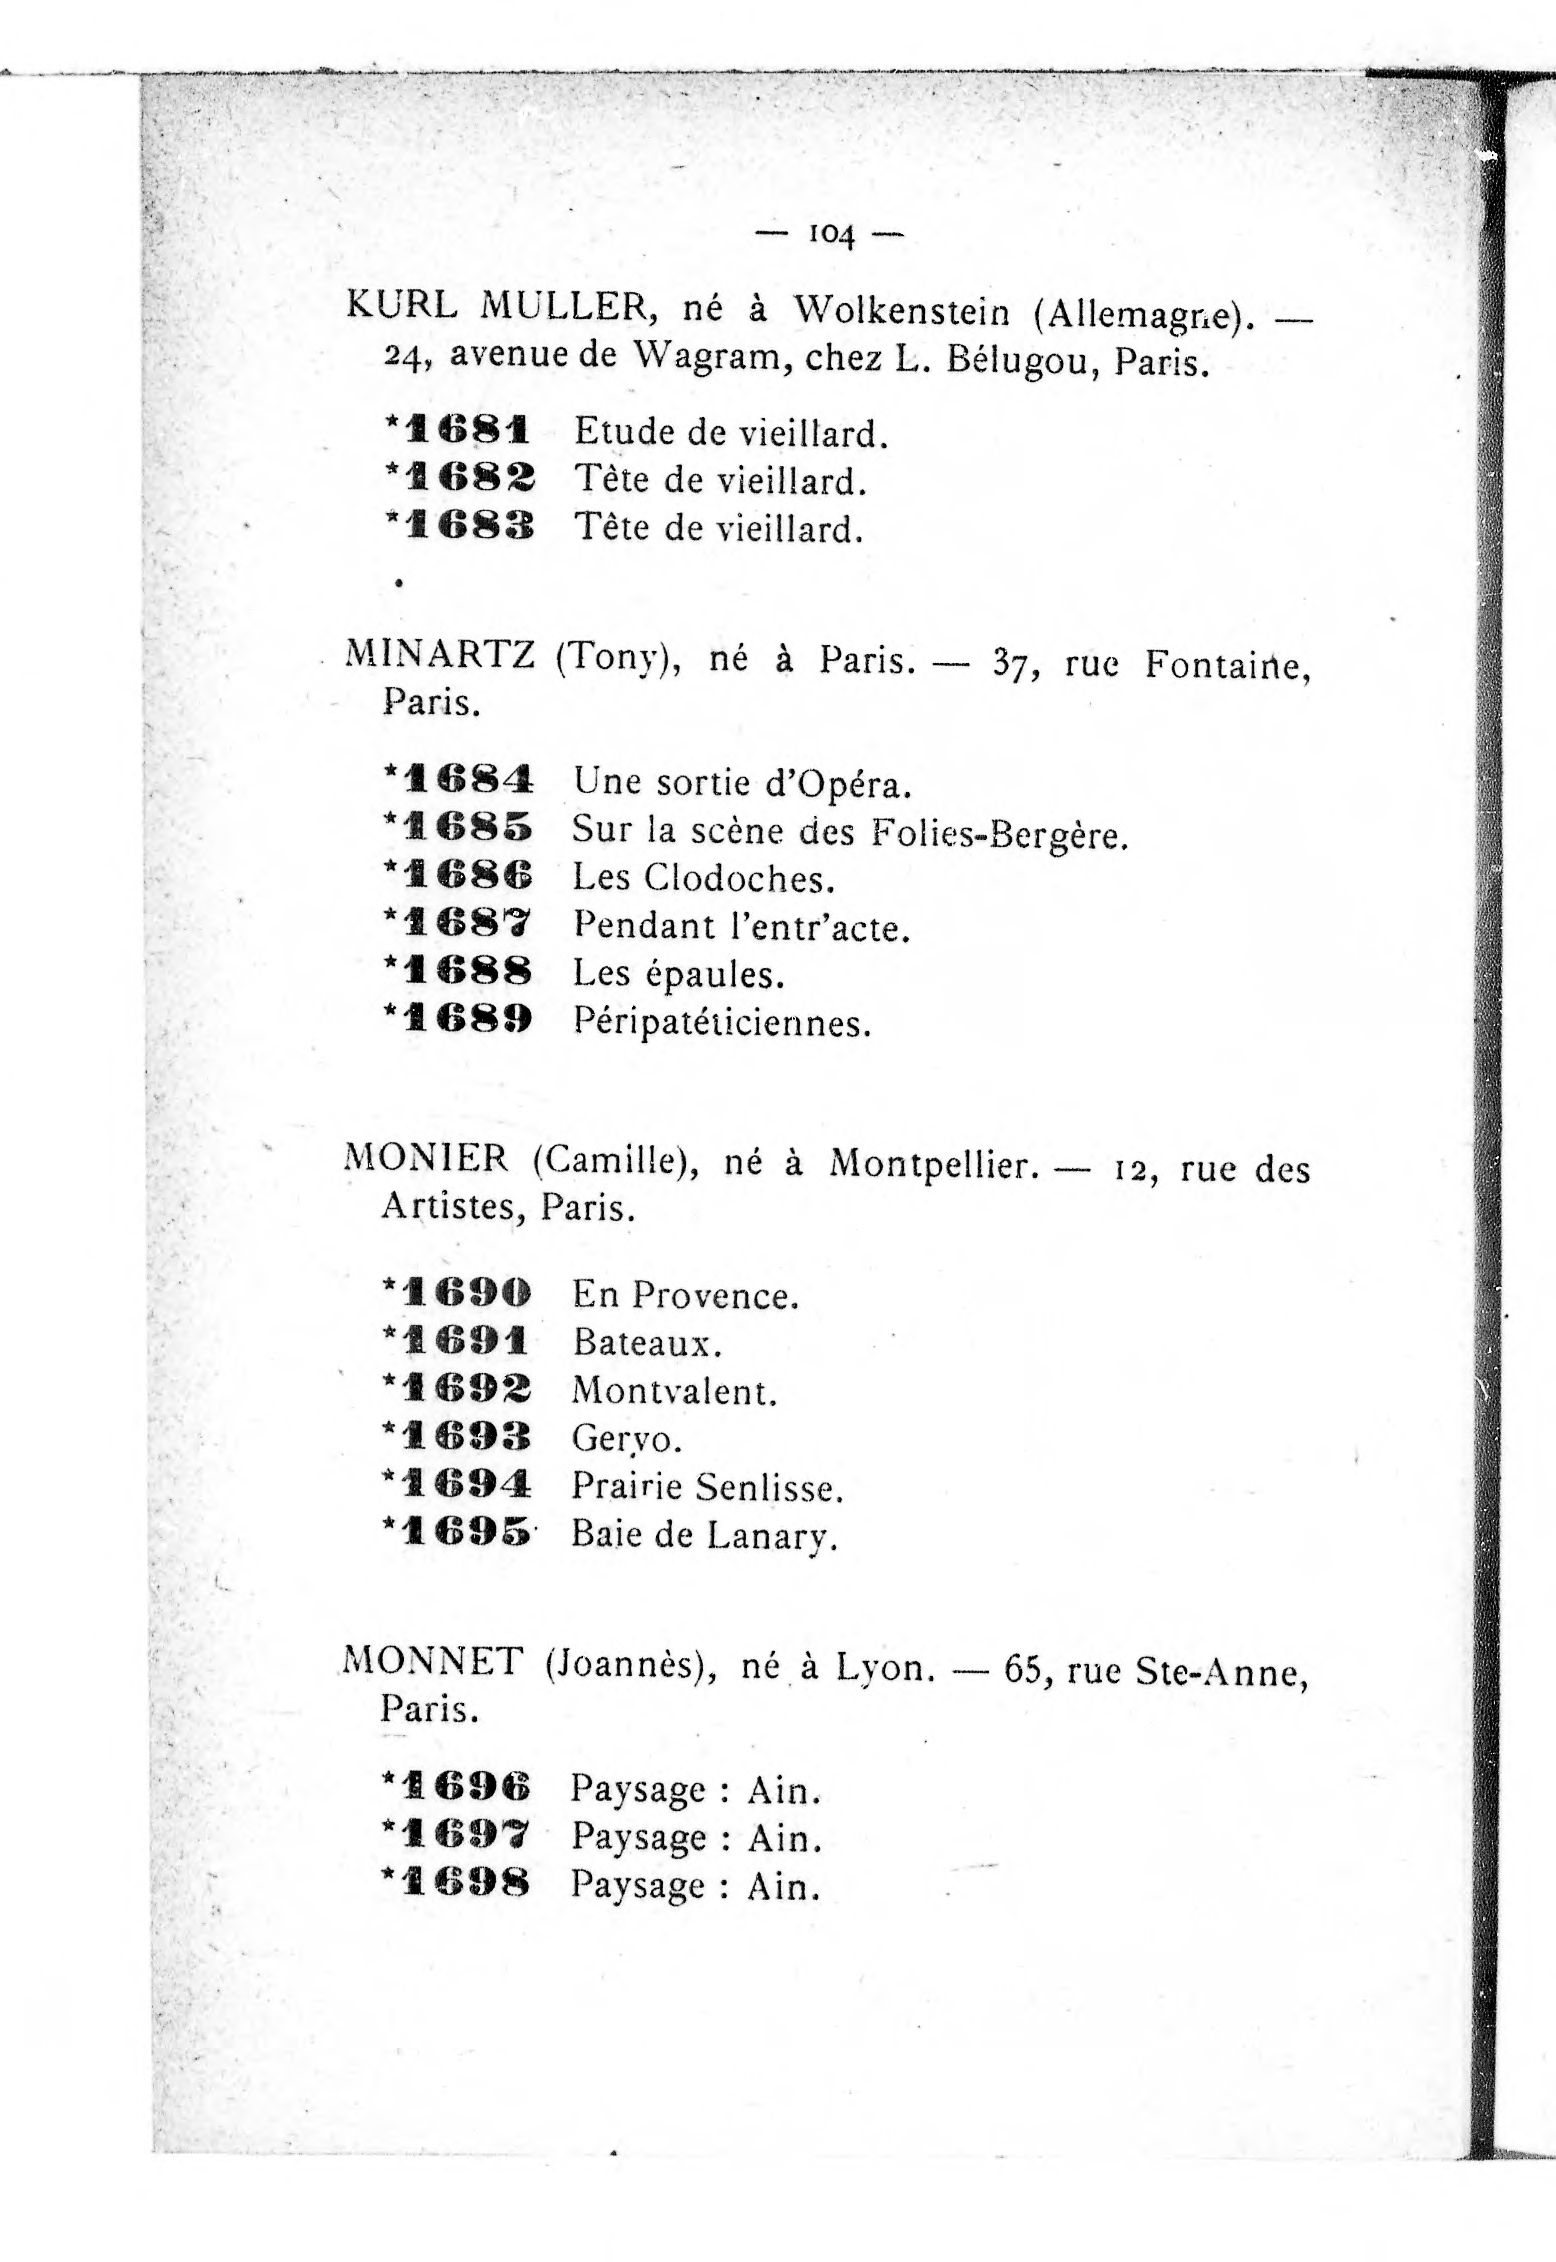 — 104 —
KURL MULLER, né à Wolkenstein (Allemagne). —
24, avenue de Wagram, chez L. Bélugou, Paris.
*1681 Etude de vieillard.
*1682 Tête de vieillard.
*1683 Tête de vieillard.
MINARTZ (Tony), né à Paris. — 37, rue Fontaine,
Paris.
*1684 Une sortie d'Opéra.
*1685 Sur la scène des Folies-Bergère.
*1686 Les Clodoches.
*1687 Pendant l'entr'acte.
*1688 Les épaules.
*1689 Péripatéticiennes.
MONIER (Camille), né à Montpellier. — 12, rue des
Artistes, Paris.
*1690 En Provence.
*1691 Bateaux.
*1692 Montvalent.
*1693 Geryo.
*1694 Prairie Senlisse.
*1695 Baie de Lanary.
MONNET (Joannès), né à Lyon. — 65, rue Ste-Anne,
Paris.
*1696 Paysage : Ain.
*1697 Paysage : Ain.
*1698 Paysage : Ain.